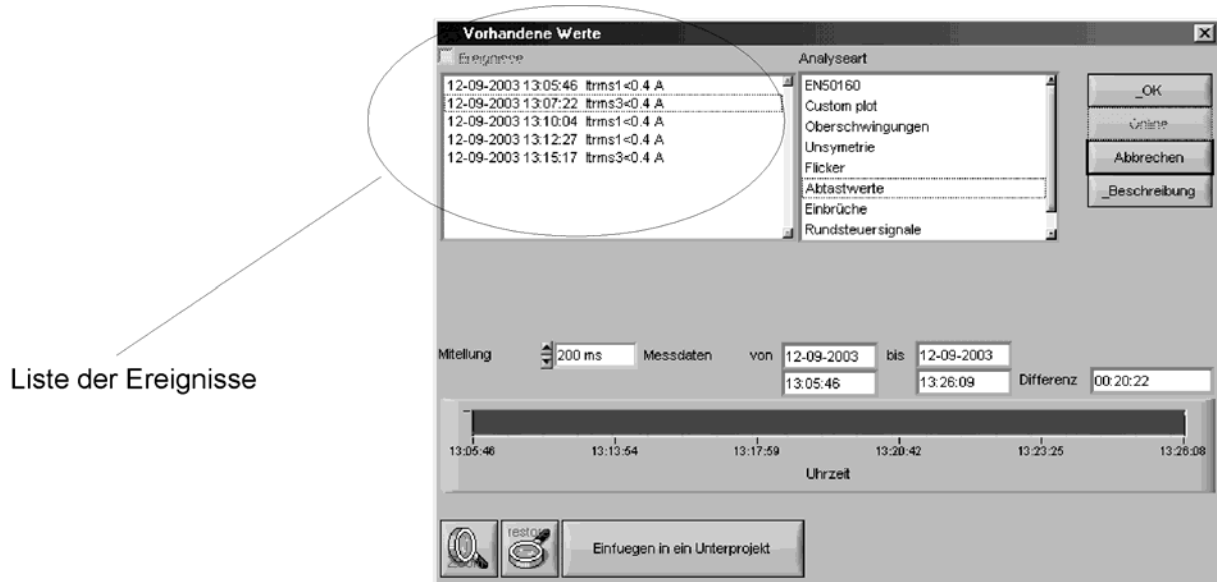 Vorhandene Werte
Ereignisse
Analyseart
12-09-2003 13:05:46 Itrms1<0.4 A
12-09-2003 13:07:22 Itrms3<0.4 A
12-09-2003 13:10:04 Itrms1<0.4 A
12-09-2003 13:12:27 Itrms1<0.4 A
12-09-2003 13:15:17 Itrms3<0.4 A
EN50160
Custom plot
Oberschwingungen
Unsymetrie
Flicker
Abtastwerte
Einbrüche
Rundsteuersignale
_OK
Online
Abbrechen
_Beschreibung
Liste der Ereignisse
Mitellung 200 ms Messdaten von 12-09-2003 bis 12-09-2003
13:05:46 13:26:09 Differenz 00:20:22
13:05:46 13:13:54 13:17:59 13:20:42 13:23:25 13:26:08
Uhrzeit
restore
Einfuegen in ein Unterprojekt